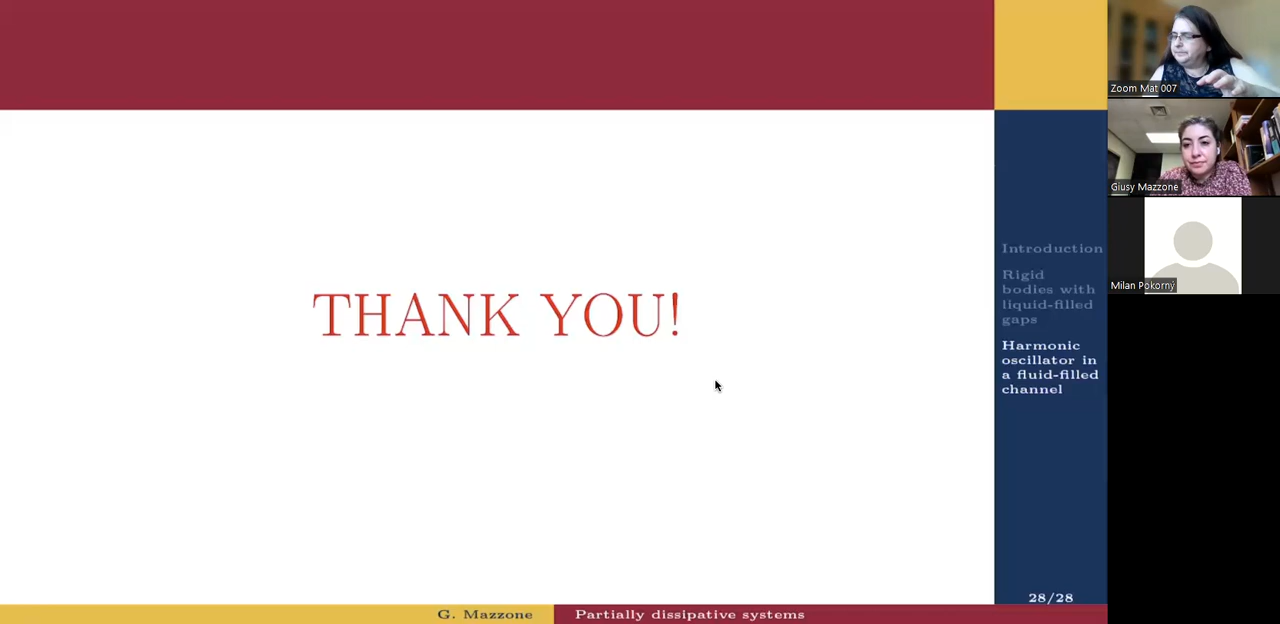 THANK YOU!
Introduction
Rigid
bodies with
liquid-filled
gaps
Harmonic
oscillator in
a fluid-filled
channel
28/28
G. Mazzone
Partially dissipative systems
Zoom Mat 007
Giusy Mazzone
Milan Pokorný